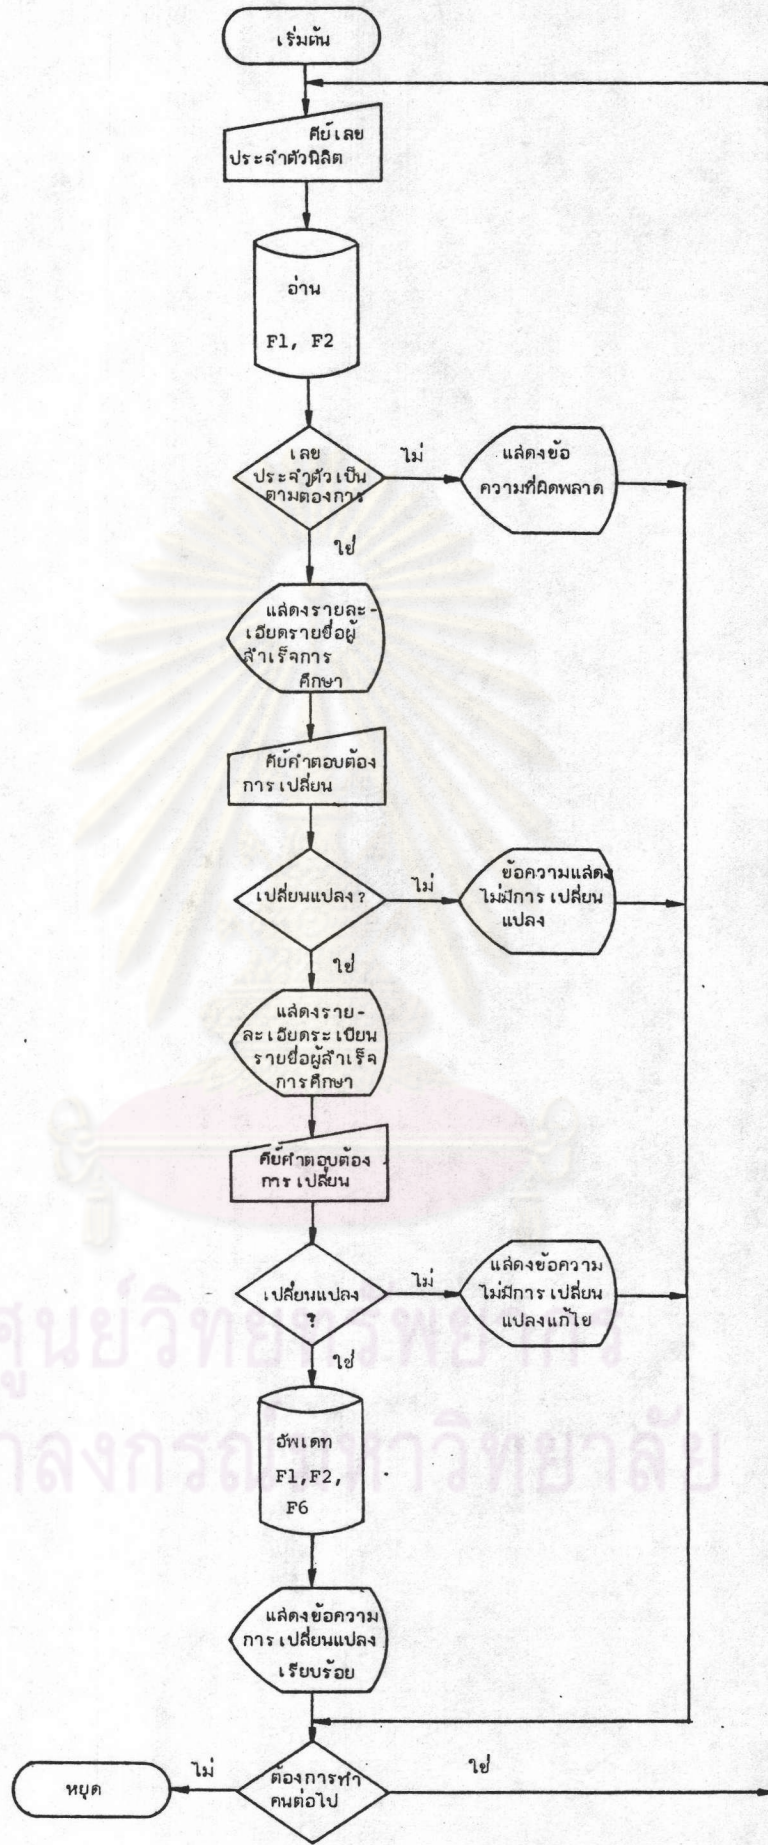 เริ่มต้น
คีย์เลข
ประจำตัวนิสิต
อ่าน
F1, F2
เลข
ประจำตัวเป็น
ตามต้องการ
ไม่
แสดงข้อ
ความที่ผิดพลาด
ใช่
แสดงรายละ-
เอียดรายชื่อผู้
สำเร็จการ
ศึกษา
คีย์คำตอบต้อง
การเปลี่ยน
เปลี่ยนแปลง?
ไม่
ข้อความแสดง
ไม่มีการเปลี่ยน
แปลง
ใช่
แสดงราย-
ละเอียดระเบียน
รายชื่อผู้สำเร็จ
การศึกษา
คีย์คำตอบต้อง
การเปลี่ยน
เปลี่ยนแปลง
?
ไม่
แสดงข้อความ
ไม่มีการเปลี่ยน
แปลงแก้ไข
ใช่
อัพเดท
F1,F2,
F6
แสดงข้อความ
การเปลี่ยนแปลง
เรียบร้อย
ต้องการทำ
คนต่อไป
ไม่
หยุด
ใช่
ศูนย์วิทยทรัพยากร
าลงกรณ์มหาวิทยาลัย